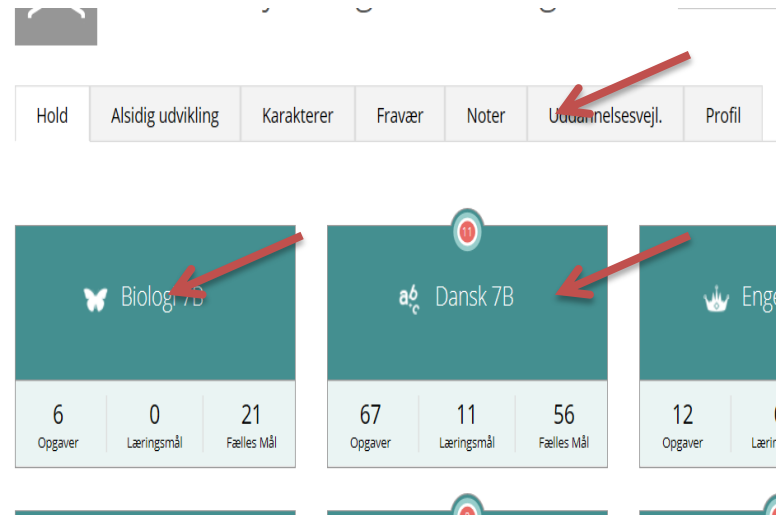 Hold Alsidig udvikling Karakterer Fravær Noter Uddannelsesvejl. Profil
11
Biologi 7B
Dansk 7B
6 0 21
Opgaver Læringsmål Fælles Mål
67 11 56
Opgaver Læringsmål Fælles Mål
12
Opgaver